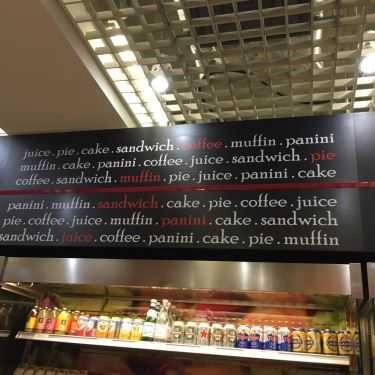 juice . pie . cake . sandwich . coffee . muffin . panini
muffin . cake . panini . coffee . juice . sandwich . pie
coffee . sandwich . muffin . pie . juice . panini . cake
panini . muffin . sandwich . cake . pie . coffee . juice
pie . coffee . juice . muffin . panini . cake . sandwich
sandwich . juice . coffee . panini . cake . pie . muffin